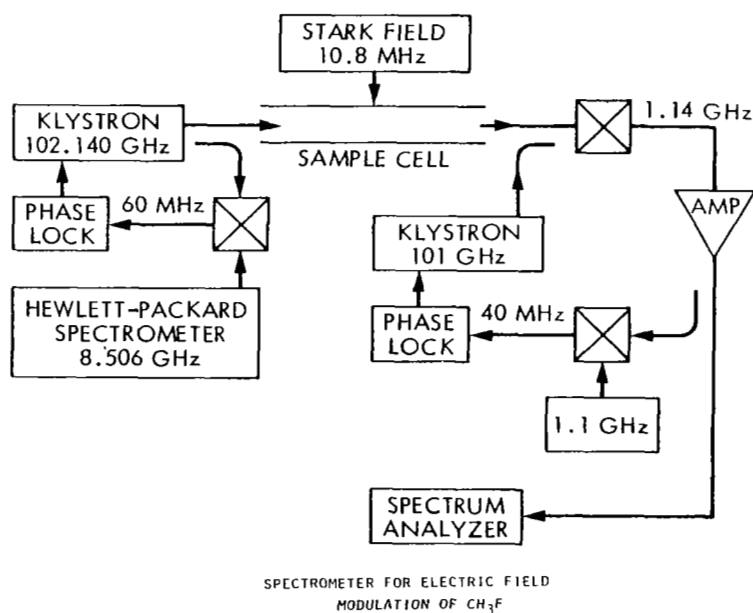 STARK FIELD
10.8 MHz
KLYSTRON
102.140 GHz
SAMPLE CELL
1.14 GHz
PHASE
LOCK
60 MHz
AMP
KLYSTRON
101 GHz
HEWLETT-PACKARD
SPECTROMETER
8.506 GHz
PHASE
LOCK
40 MHz
1.1 GHz
SPECTRUM
ANALYZER
SPECTROMETER FOR ELECTRIC FIELD
MODULATION OF CH₃F